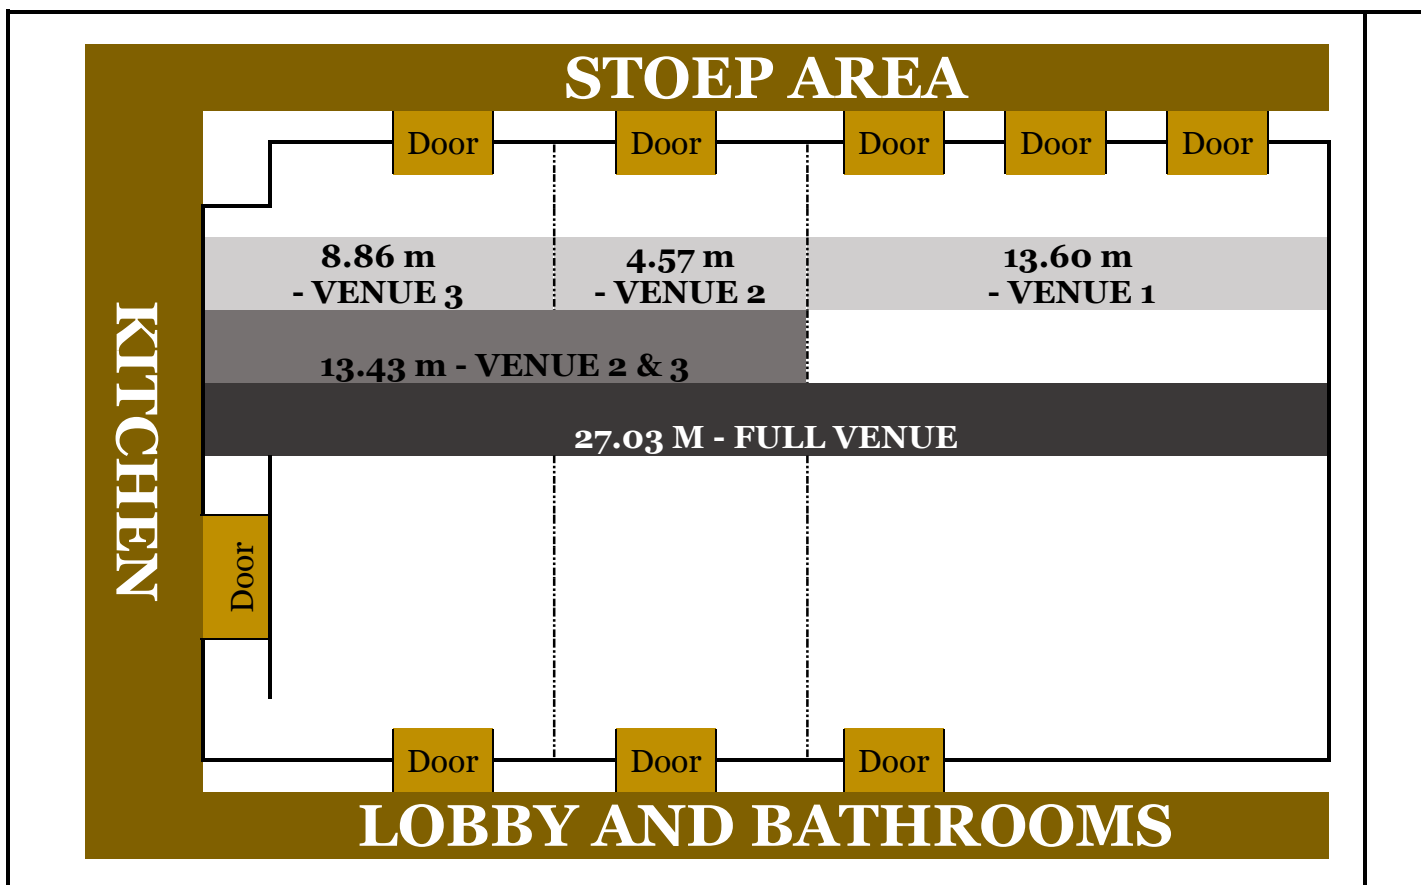 STOEP AREA
Door
Door
Door
Door
Door
8.86 m
- VENUE 3
4.57 m
- VENUE 2
13.60 m
- VENUE 1
13.43 m - VENUE 2 & 3
27.03 M - FULL VENUE
KITCHEN
Door
Door
Door
Door
LOBBY AND BATHROOMS